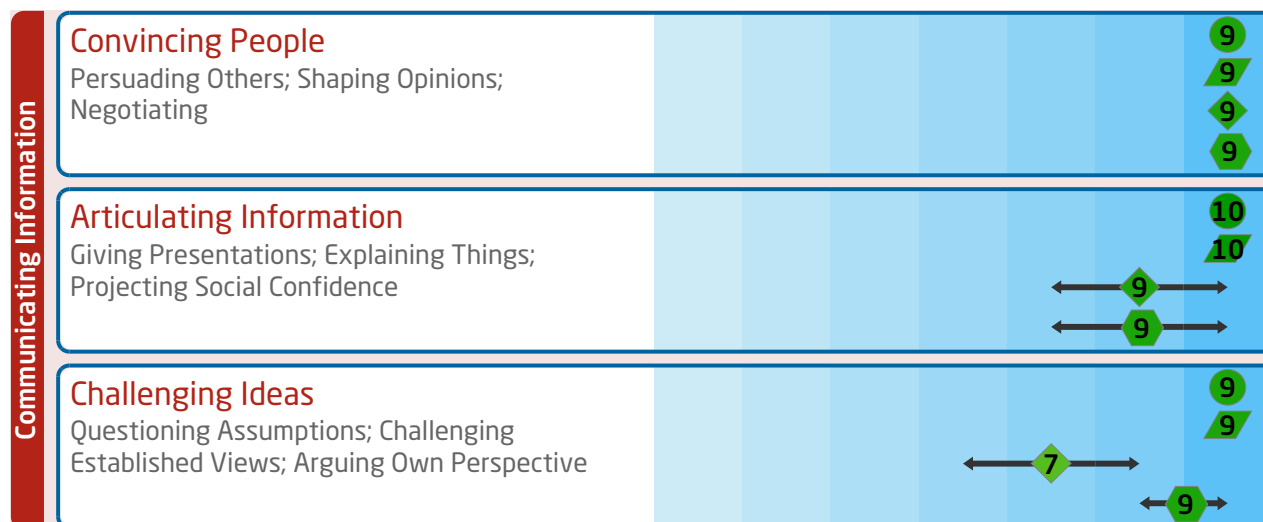 Communicating Information
Convincing People
Persuading Others; Shaping Opinions;
Negotiating
9
9
9
9
Articulating Information
Giving Presentations; Explaining Things;
Projecting Social Confidence
10
10
9
9
Challenging Ideas
Questioning Assumptions; Challenging
Established Views; Arguing Own Perspective
9
9
7
9